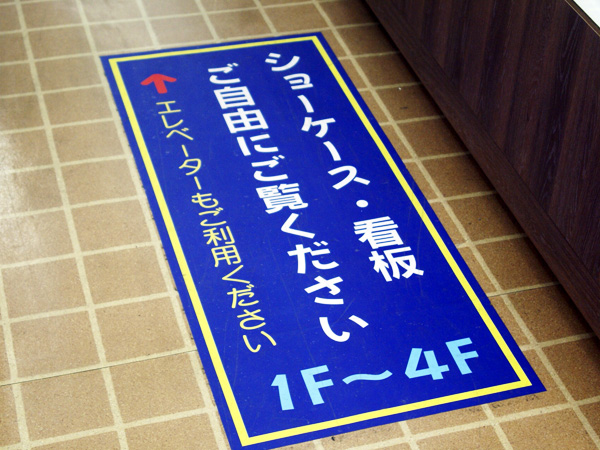 ショーケース・看板
ご自由にご覧ください
↑エレベーターもご利用ください
1F～4F